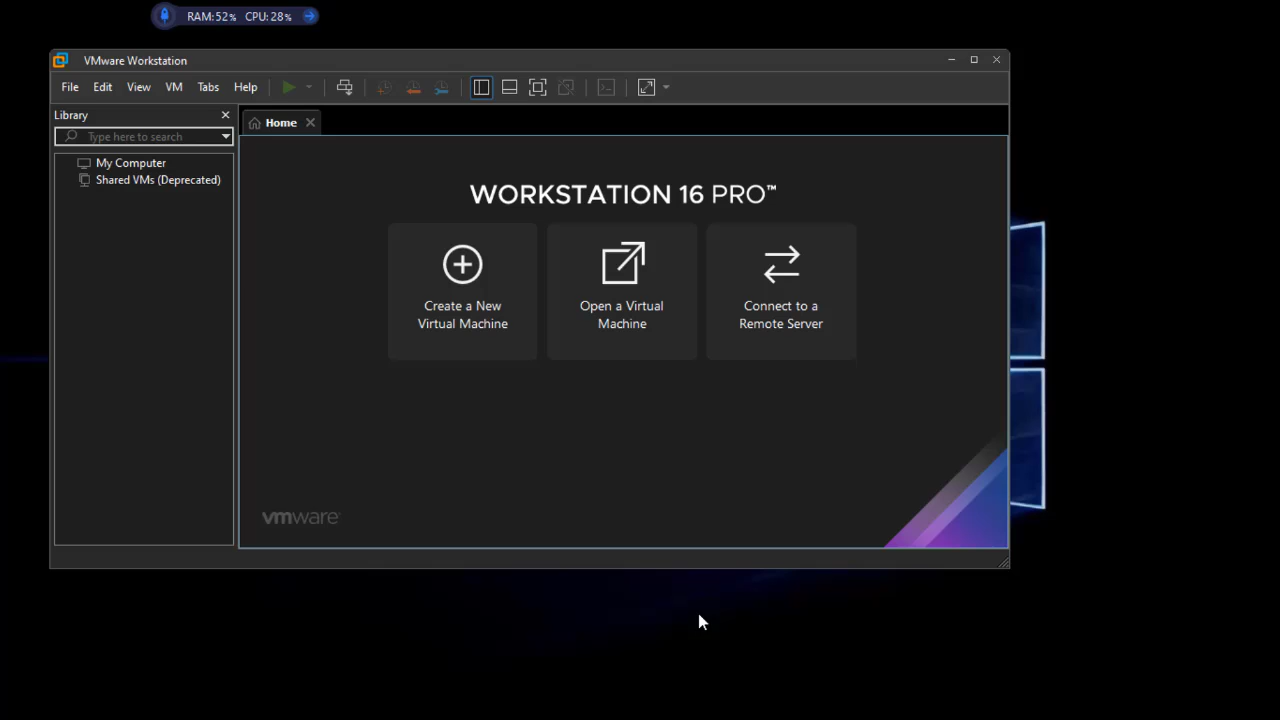 RAM:52% CPU:28%
VMware Workstation
File Edit View VM Tabs Help
Library
Type here to search
Home
My Computer
Shared VMs (Deprecated)
WORKSTATION 16 PRO™
Create a New
Virtual Machine
Open a Virtual
Machine
Connect to a
Remote Server
vmware